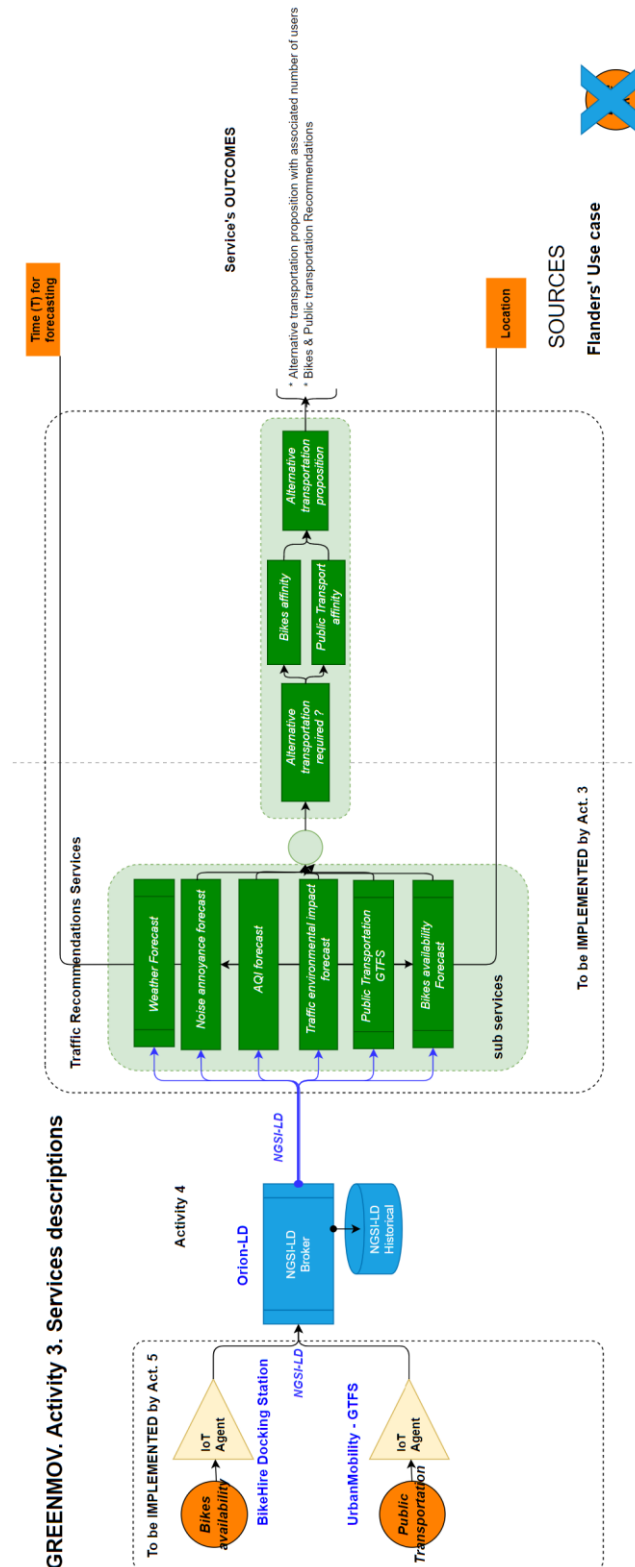 GREENMOV. Activity 3. Services descriptions
To be IMPLEMENTED by Act. 5
Bikes
availability
IoT
Agent
BikeHire Docking Station
NGSI-LD
Public
Transportation
IoT
Agent
UrbanMobility - GTFS
Activity 4
Orion-LD
NGSI-LD
Broker
NGSI-LD
Historical
NGSI-LD
Traffic Recommendations Services
Weather Forecast
Noise annoyance forecast
AQI forecast
Traffic environmental impact
forecast
Public Transportation
GTFS
Bikes availability
Forecast
sub services
To be IMPLEMENTED by Act. 3
Alternative
transportation
required ?
Bikes affinity
Public Transport
affinity
Alternative
transportation
proposition
Time (T) for
forecasting
Service's OUTCOMES
* Alternative transportation proposition with associated number of users
* Bikes & Public transportation Recommendations
Location
SOURCES
Flanders' Use case